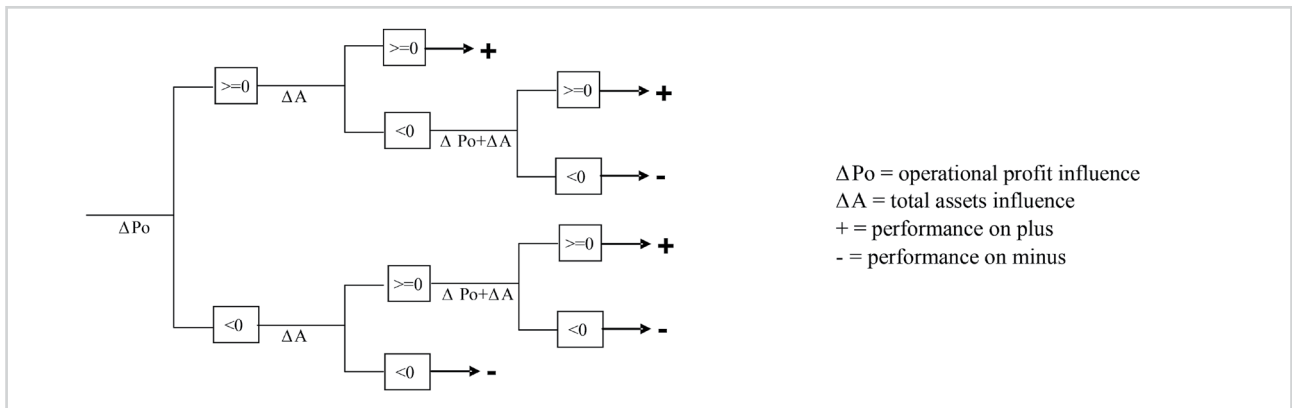 >=0
+
>=0
ΔA
>=0
+
<0
Δ Po+ΔA
<0
-
ΔPo
>=0
+
>=0
Δ Po+ΔA
<0
ΔA
<0
-
<0
-
ΔPo = operational profit influence
ΔA = total assets influence
+ = performance on plus
- = performance on minus